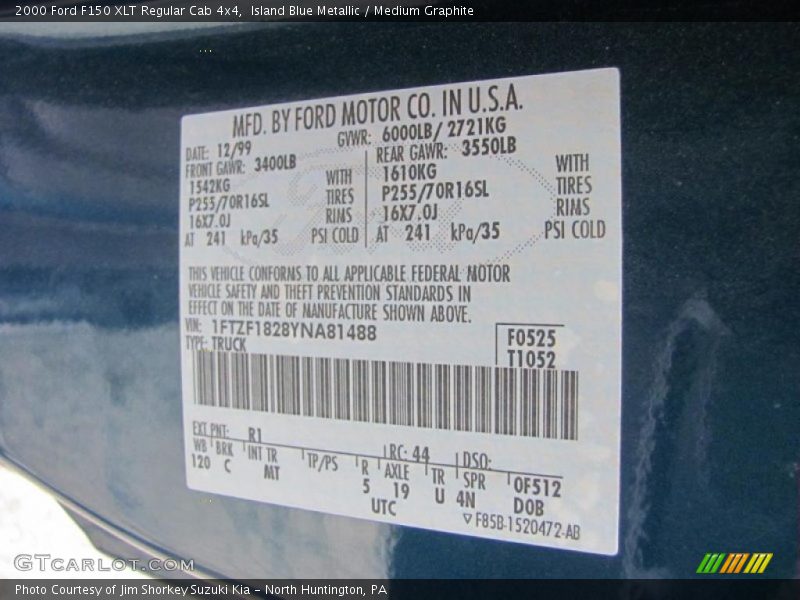 2000 Ford F150 XLT Regular Cab 4x4,  Island Blue Metallic / Medium Graphite
MFD. BY FORD MOTOR CO. IN U.S.A.
DATE: 12/99 GVWR: 6000LB/ 2721KG
FRONT GAWR: 3400LB REAR GAWR: 3550LB
1542KG WITH 1610KG WITH
P255/70R16SL TIRES P255/70R16SL TIRES
16X7.0J RIMS 16X7.0J RIMS
AT 241 kPa/35 PSI COLD AT 241 kPa/35 PSI COLD
THIS VEHICLE CONFORMS TO ALL APPLICABLE FEDERAL MOTOR
VEHICLE SAFETY AND THEFT PREVENTION STANDARDS IN
EFFECT ON THE DATE OF MANUFACTURE SHOWN ABOVE.
VIN: 1FTZF1828YNA81488
TYPE: TRUCK
F0525
T1052
EXT PNT: R1 RC: 44 DSO:
WB BRK INT TR TP/PS R AXLE TR SPR 0F512
120 C MT 5 19 U 4N DOB
UTC
▽ F85B-1520472-AB
GTCARLOT.COM
Photo Courtesy of Jim Shorkey Suzuki Kia - North Huntington, PA